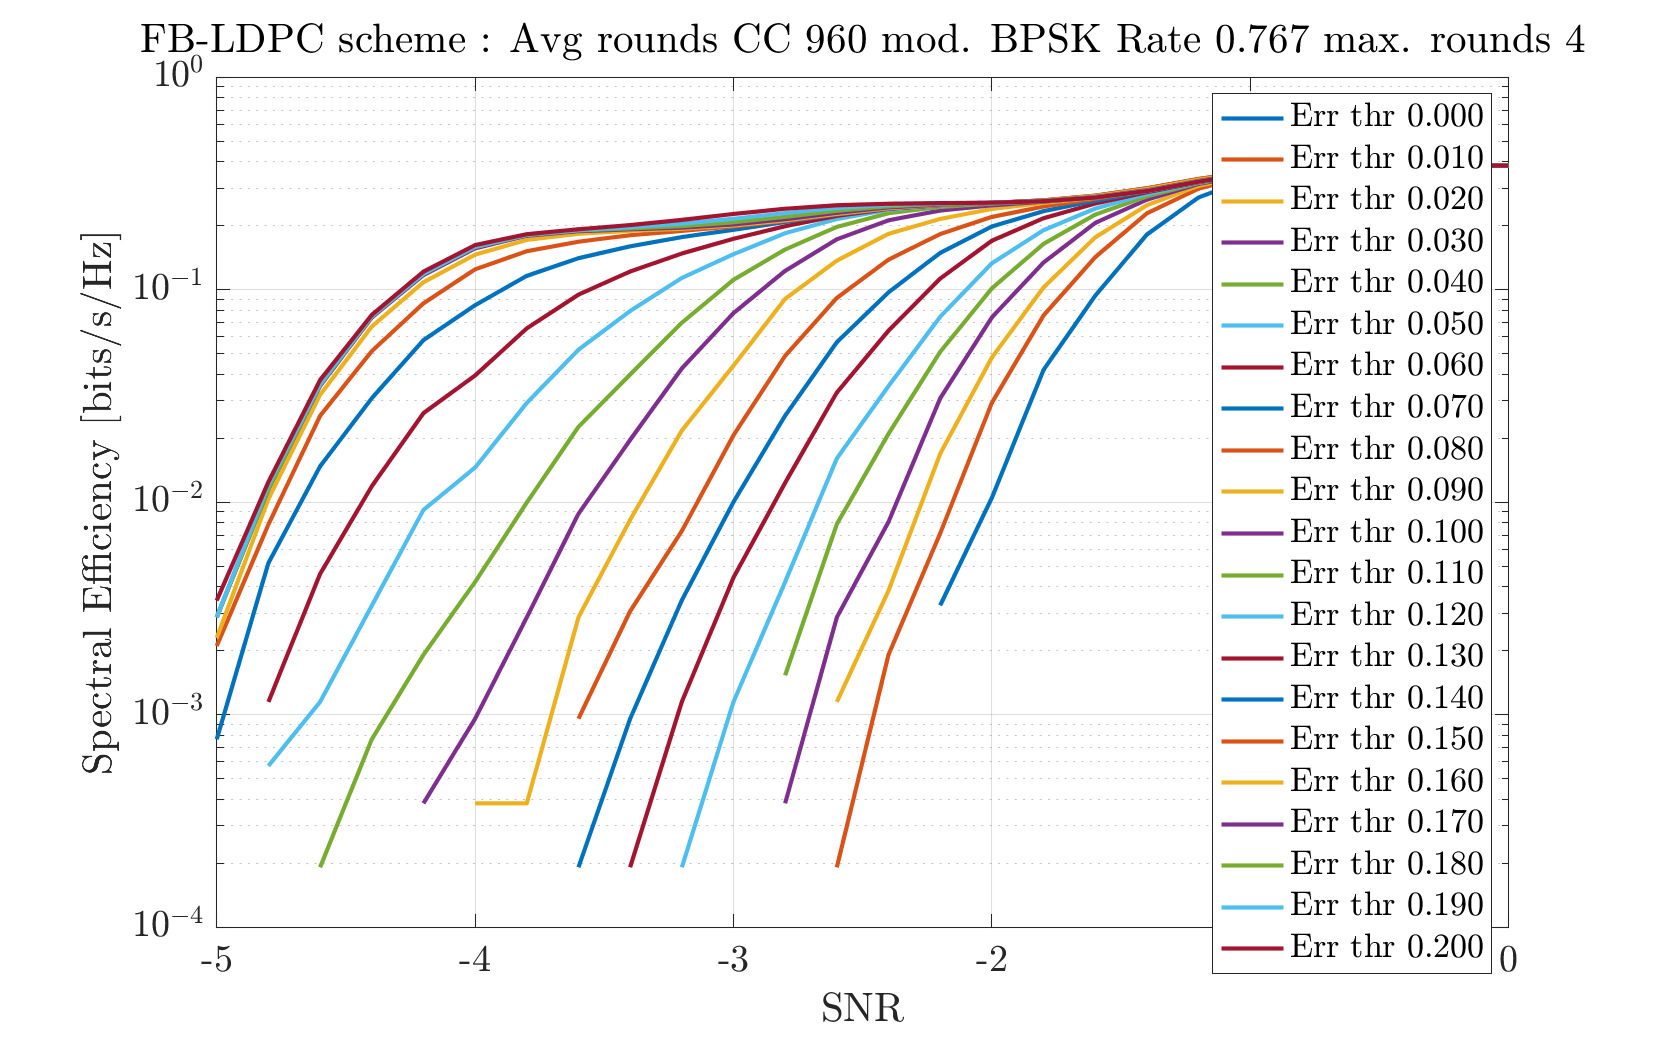 FB-LDPC scheme : Avg rounds CC 960 mod. BPSK Rate 0.767 max. rounds 4
10⁰
10⁻¹
10⁻²
10⁻³
10⁻⁴
Spectral Efficiency [bits/s/Hz]
Err thr 0.000
Err thr 0.010
Err thr 0.020
Err thr 0.030
Err thr 0.040
Err thr 0.050
Err thr 0.060
Err thr 0.070
Err thr 0.080
Err thr 0.090
Err thr 0.100
Err thr 0.110
Err thr 0.120
Err thr 0.130
Err thr 0.140
Err thr 0.150
Err thr 0.160
Err thr 0.170
Err thr 0.180
Err thr 0.190
Err thr 0.200
-5 -4 -3 -2 0
SNR